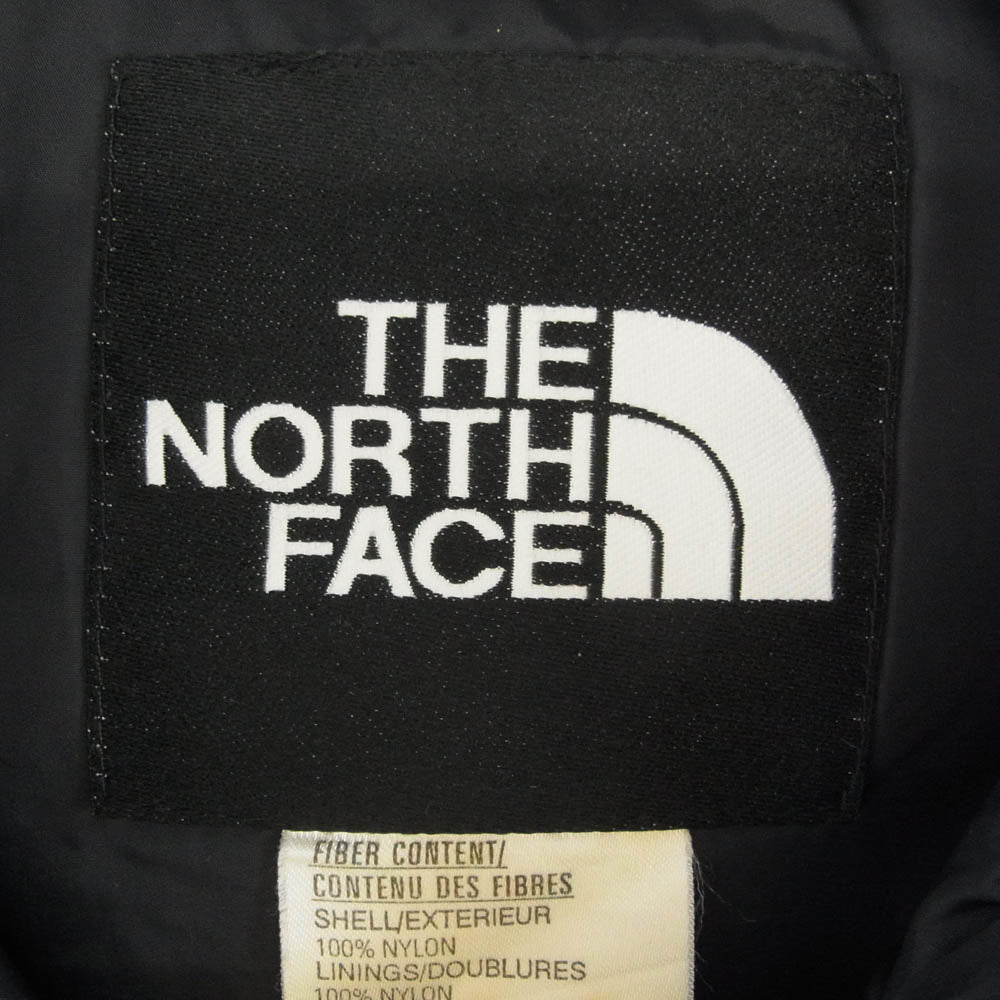 THE
NORTH
FACE
FIBER CONTENT/
CONTENU DES FIBRES
SHELL/EXTERIEUR
100% NYLON
LININGS/DOUBLURES
100% NYLON